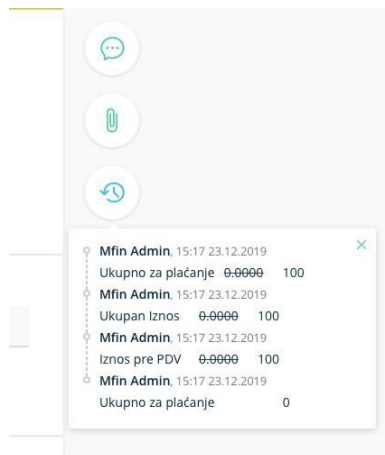 Mfin Admin, 15:17 23.12.2019
Ukupno za plaćanje 0.0000 100
Mfin Admin, 15:17 23.12.2019
Ukupan Iznos 0.0000 100
Mfin Admin, 15:17 23.12.2019
Iznos pre PDV 0.0000 100
Mfin Admin, 15:17 23.12.2019
Ukupno za plaćanje 0